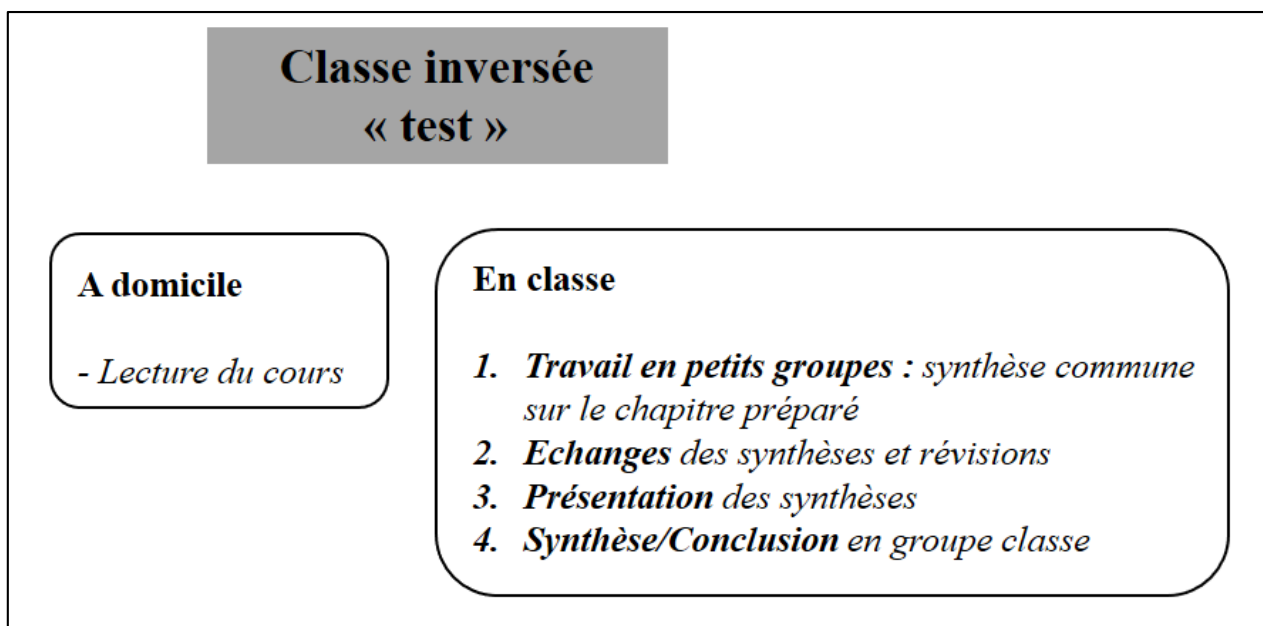 Classe inversée
« test »
A domicile
- Lecture du cours
En classe
1. Travail en petits groupes : synthèse commune
sur le chapitre préparé
2. Echanges des synthèses et révisions
3. Présentation des synthèses
4. Synthèse/Conclusion en groupe classe